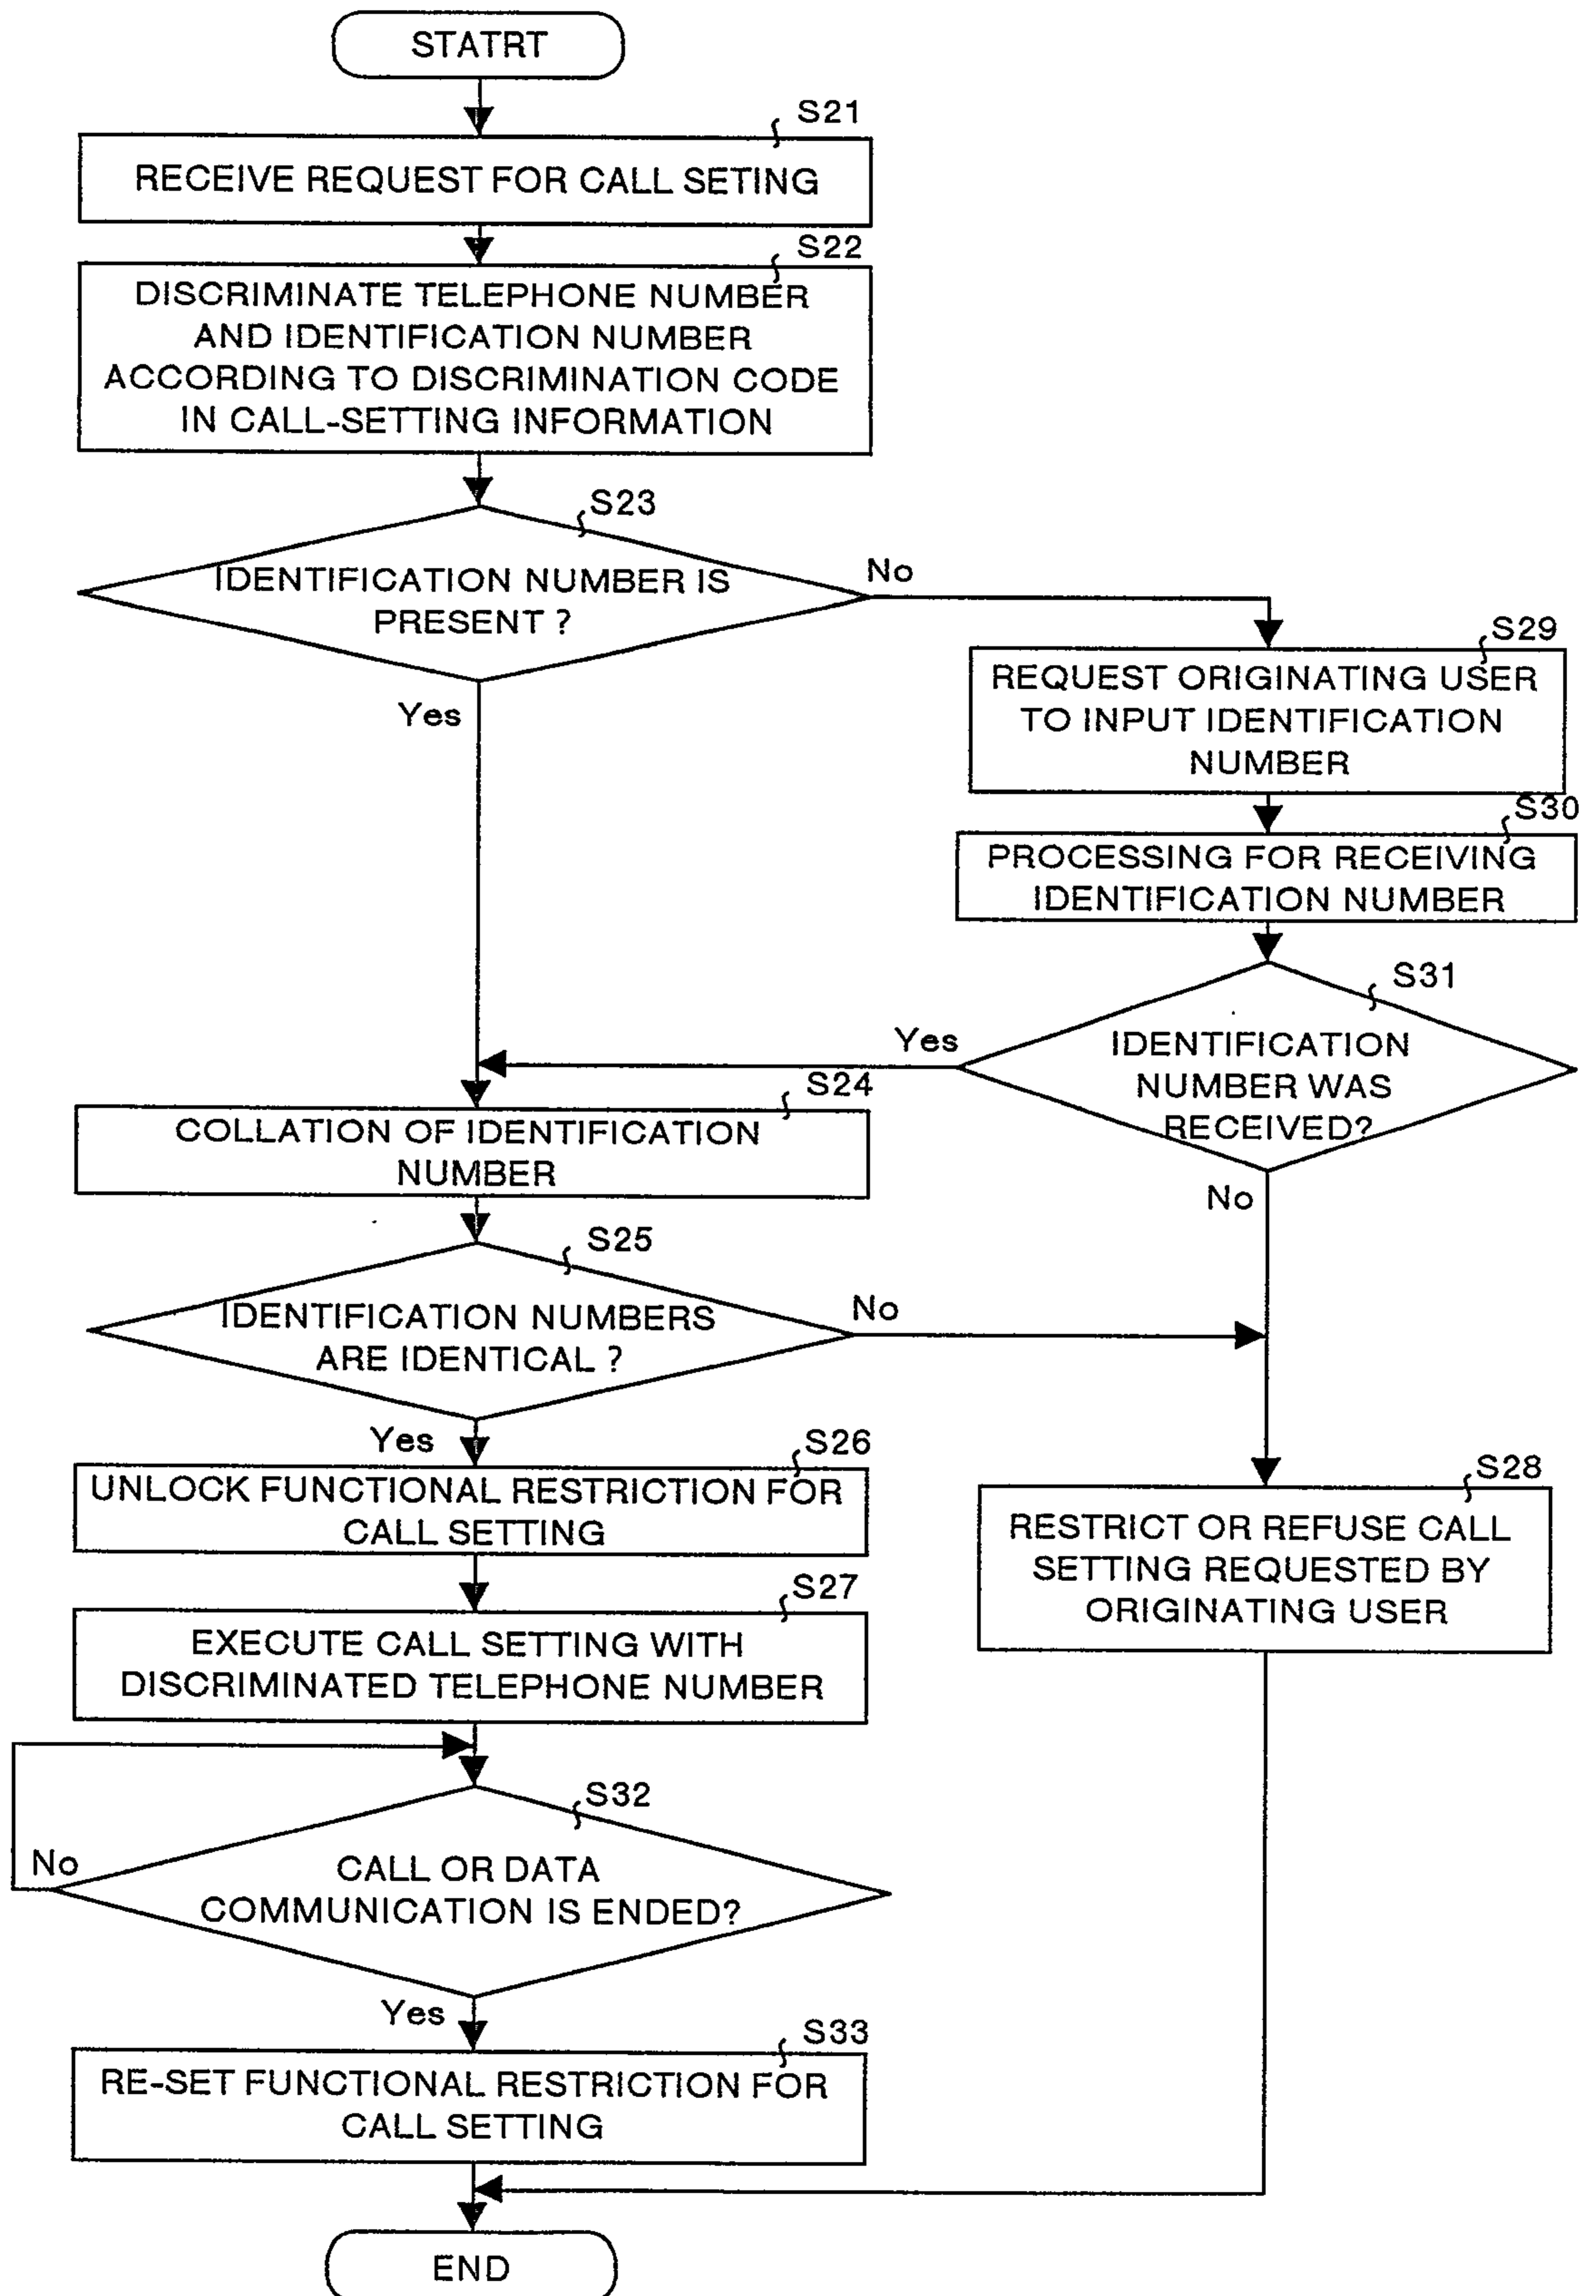 STATRT
S21
RECEIVE REQUEST FOR CALL SETING
S22
DISCRIMINATE TELEPHONE NUMBER
AND IDENTIFICATION NUMBER
ACCORDING TO DISCRIMINATION CODE
IN CALL-SETTING INFORMATION
S23
IDENTIFICATION NUMBER IS
PRESENT ?
No
Yes
S29
REQUEST ORIGINATING USER
TO INPUT IDENTIFICATION
NUMBER
S30
PROCESSING FOR RECEIVING
IDENTIFICATION NUMBER
S31
IDENTIFICATION
NUMBER WAS
RECEIVED?
Yes
No
S24
COLLATION OF IDENTIFICATION
NUMBER
S25
IDENTIFICATION NUMBERS
ARE IDENTICAL ?
No
Yes
S26
UNLOCK FUNCTIONAL RESTRICTION FOR
CALL SETTING
S28
RESTRICT OR REFUSE CALL
SETTING REQUESTED BY
ORIGINATING USER
S27
EXECUTE CALL SETTING WITH
DISCRIMINATED TELEPHONE NUMBER
S32
CALL OR DATA
COMMUNICATION IS ENDED?
No
Yes
S33
RE-SET FUNCTIONAL RESTRICTION FOR
CALL SETTING
END